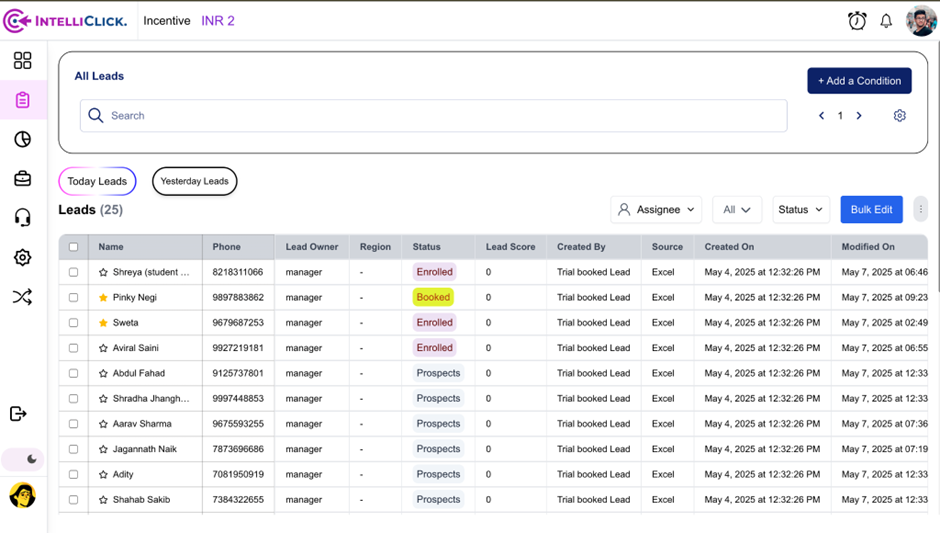 INTELLICLICK. Incentive INR 2
All Leads
+ Add a Condition
Search
1
Today Leads Yesterday Leads
Leads (25)
Assignee All Status Bulk Edit
Name Phone Lead Owner Region Status Lead Score Created By Source Created On Modified On
Shreya (student ... 8218311066 manager - Enrolled 0 Trial booked Lead Excel May 4, 2025 at 12:32:26 PM May 7, 2025 at 06:46
Pinky Negi 9897883862 manager - Booked 0 Trial booked Lead Excel May 4, 2025 at 12:32:26 PM May 7, 2025 at 09:23
Sweta 9679687253 manager - Enrolled 0 Trial booked Lead Excel May 4, 2025 at 12:32:26 PM May 7, 2025 at 02:49
Aviral Saini 9927219181 manager - Enrolled 0 Trial booked Lead Excel May 4, 2025 at 12:32:26 PM May 7, 2025 at 06:55
Abdul Fahad 9125737801 manager - Prospects 0 Trial booked Lead Excel May 4, 2025 at 12:32:26 PM May 7, 2025 at 12:33
Shradha Jhangh... 9997448853 manager - Prospects 0 Trial booked Lead Excel May 4, 2025 at 12:32:26 PM May 7, 2025 at 12:33
Aarav Sharma 9675593255 manager - Prospects 0 Trial booked Lead Excel May 4, 2025 at 12:32:26 PM May 7, 2025 at 07:36
Jagannath Naik 7873696686 manager - Prospects 0 Trial booked Lead Excel May 4, 2025 at 12:32:26 PM May 7, 2025 at 07:19
Adity 7081950919 manager - Prospects 0 Trial booked Lead Excel May 4, 2025 at 12:32:26 PM May 7, 2025 at 12:33
Shahab Sakib 7384322655 manager - Prospects 0 Trial booked Lead Excel May 4, 2025 at 12:32:26 PM May 7, 2025 at 12:33